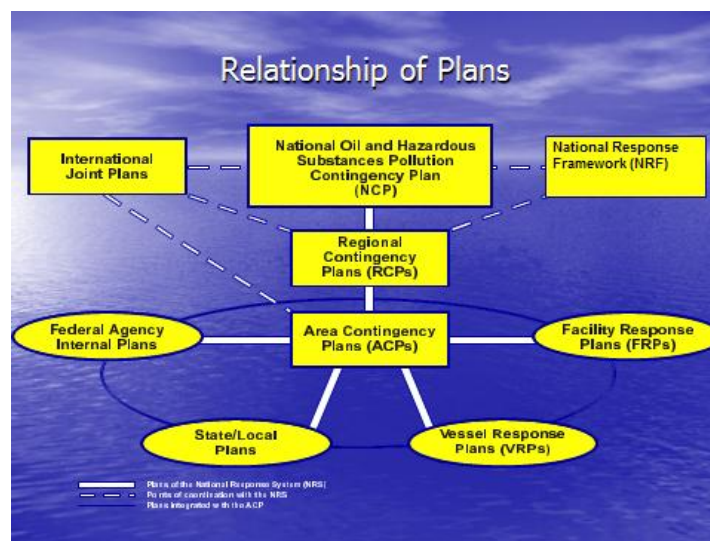 Relationship of Plans
International
Joint Plans
National Oil and Hazardous
Substances Pollution
Contingency Plan
(NCP)
National Response
Framework (NRF)
Regional
Contingency
Plans (RCPs)
Federal Agency
Internal Plans
Area Contingency
Plans (ACPs)
Facility Response
Plans (FRPs)
State/Local
Plans
Vessel Response
Plans (VRPs)
Plans of the National Response System (NRS)
Points of coordination with the NRS
Plans integrated with the ACP